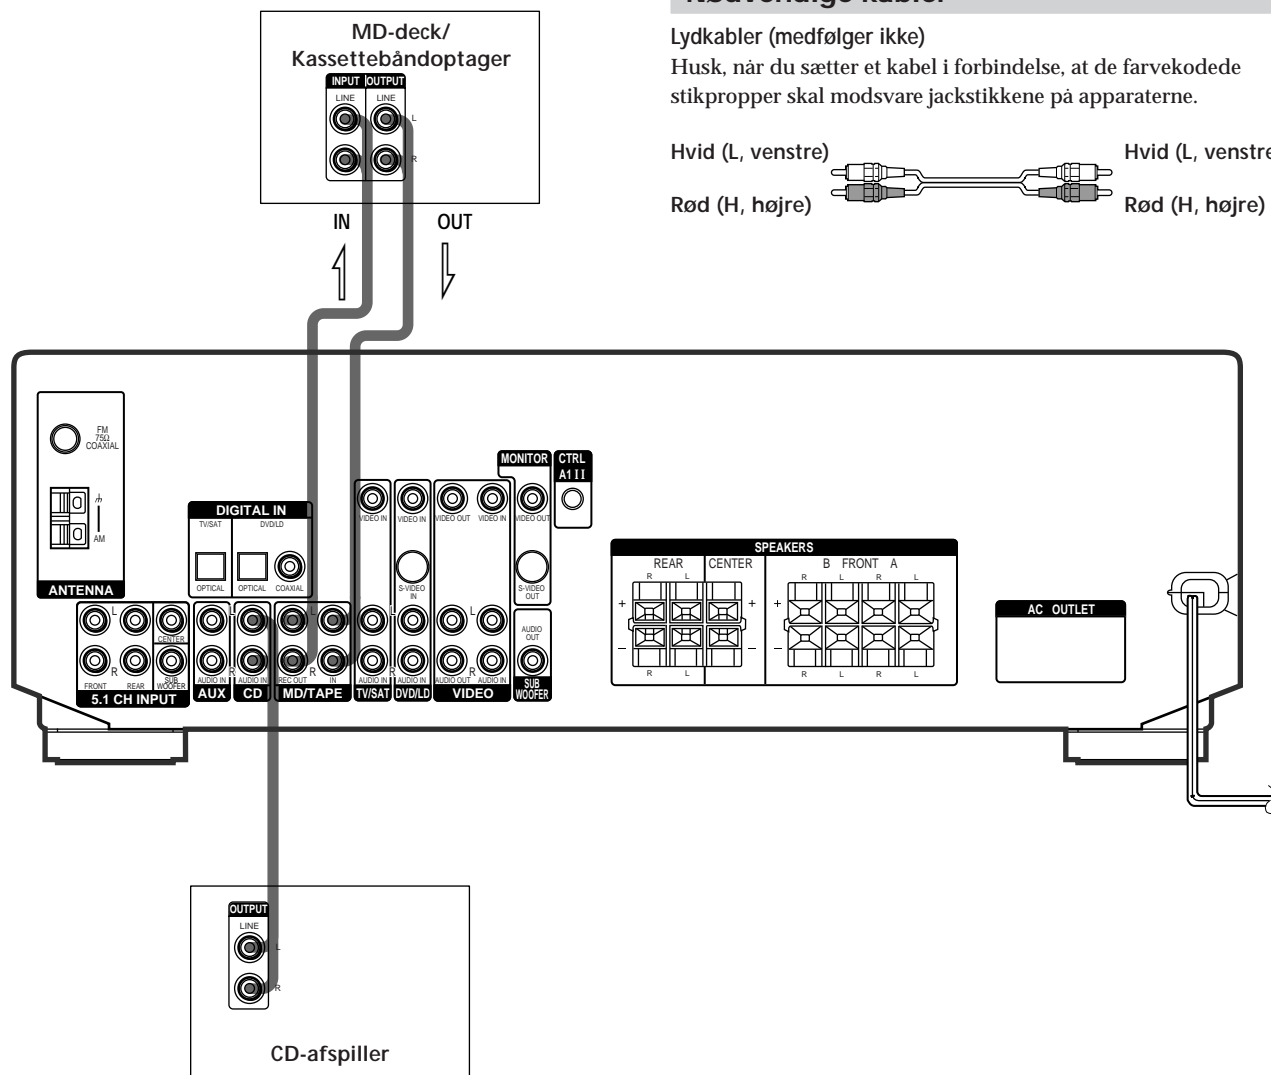 Nødvendige kabler
Lydkabler (medfølger ikke)
Husk, når du sætter et kabel i forbindelse, at de farvekodede
stikpropper skal modsvare jackstikkene på apparaterne.
Hvid (L, venstre)
Hvid (L, venstre
Rød (H, højre)
Rød (H, højre)
MD-deck/
Kassettebåndoptager
INPUT OUTPUT
LINE LINE
L
R
IN OUT
FM
75Ω
COAXIAL
AM
ANTENNA
DIGITAL IN
TV/SAT DVD/LD
OPTICAL OPTICAL COAXIAL
MONITOR
CTRL
A1 II
VIDEO IN VIDEO IN VIDEO OUT VIDEO IN VIDEO OUT
S-VIDEO
IN
S-VIDEO
OUT
AUDIO
OUT
L L L L L
CENTER
R R R R R
FRONT REAR SUB
WOOFER
AUDIO IN AUDIO IN REC OUT IN AUDIO IN AUDIO IN AUDIO OUT AUDIO IN
5.1 CH INPUT AUX CD MD/TAPE TV/SAT DVD/LD VIDEO SUB
WOOFER
SPEAKERS
REAR CENTER B FRONT A
R L R L R L
+ + +
– – –
R L R L R L
AC OUTLET
OUTPUT
LINE
L
R
CD-afspiller